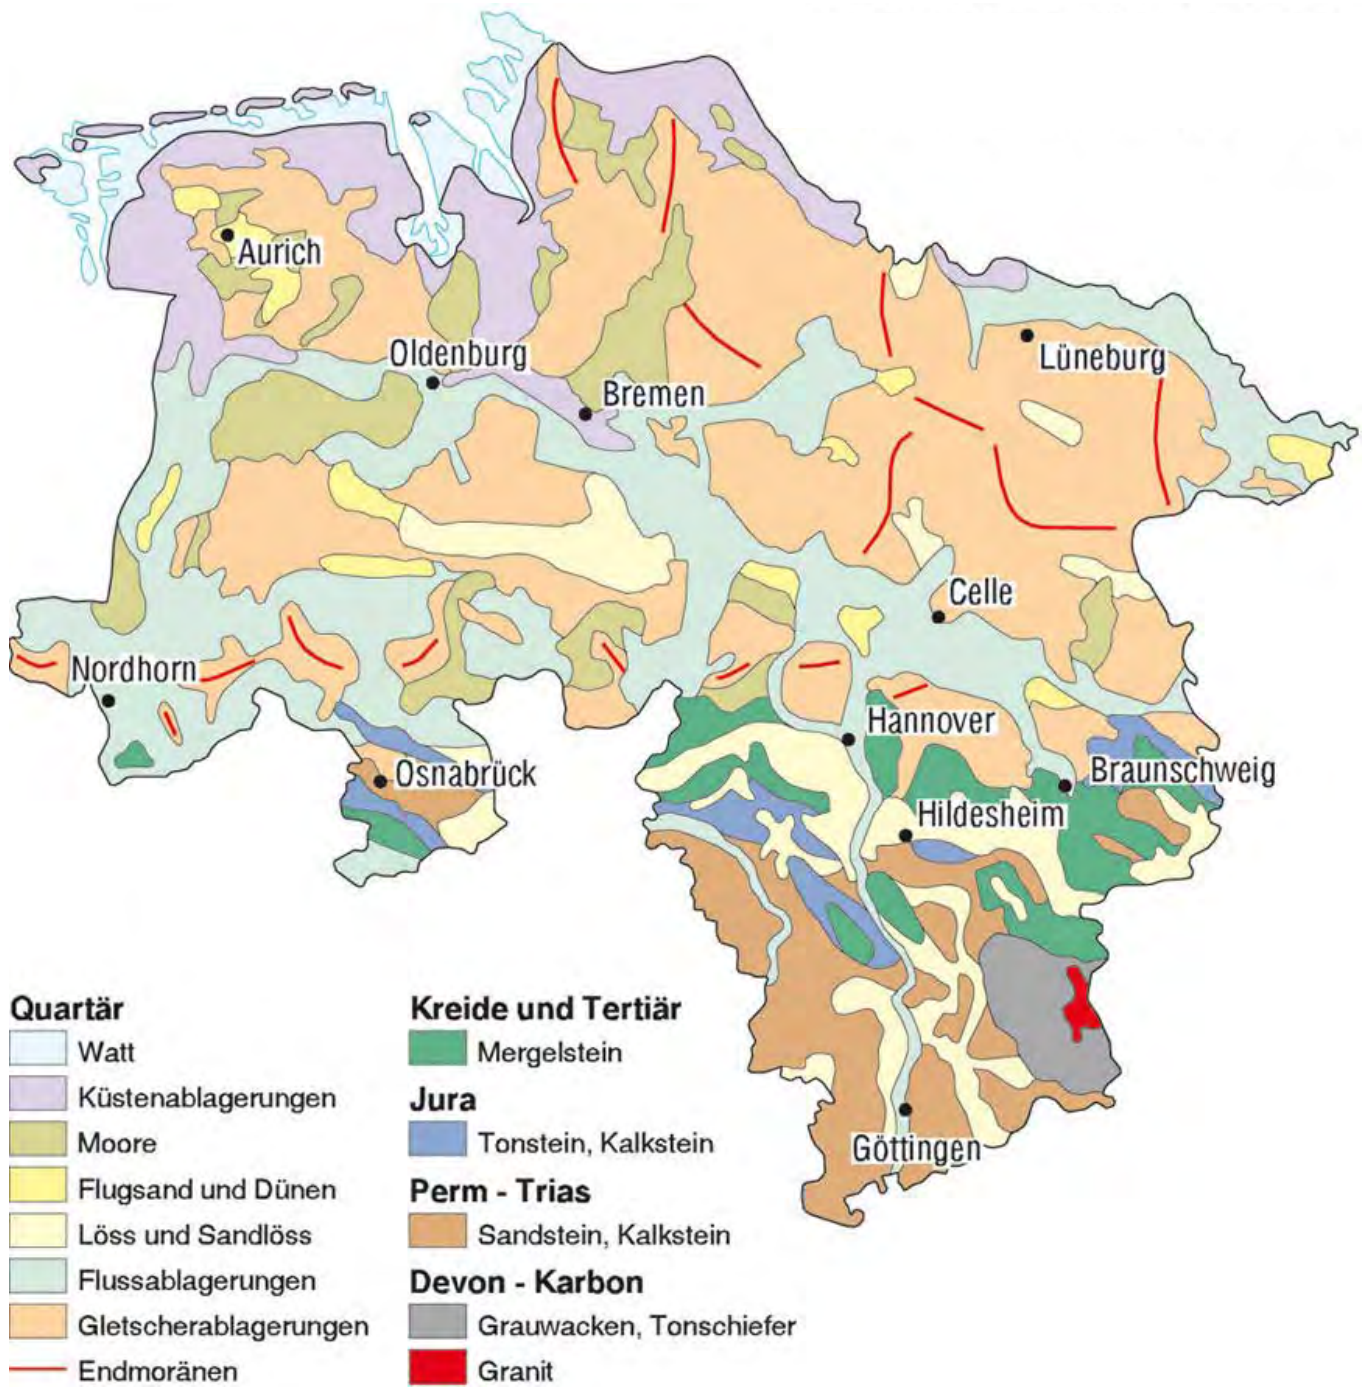 Aurich
Oldenburg
Bremen
Lüneburg
Celle
Nordhorn
Hannover
Osnabrück
Braunschweig
Hildesheim
Göttingen
Quartär
Watt
Küstenablagerungen
Moore
Flugsand und Dünen
Löss und Sandlöss
Flussablagerungen
Gletscherablagerungen
Endmoränen
Kreide und Tertiär
Mergelstein
Jura
Tonstein, Kalkstein
Perm - Trias
Sandstein, Kalkstein
Devon - Karbon
Grauwacken, Tonschiefer
Granit